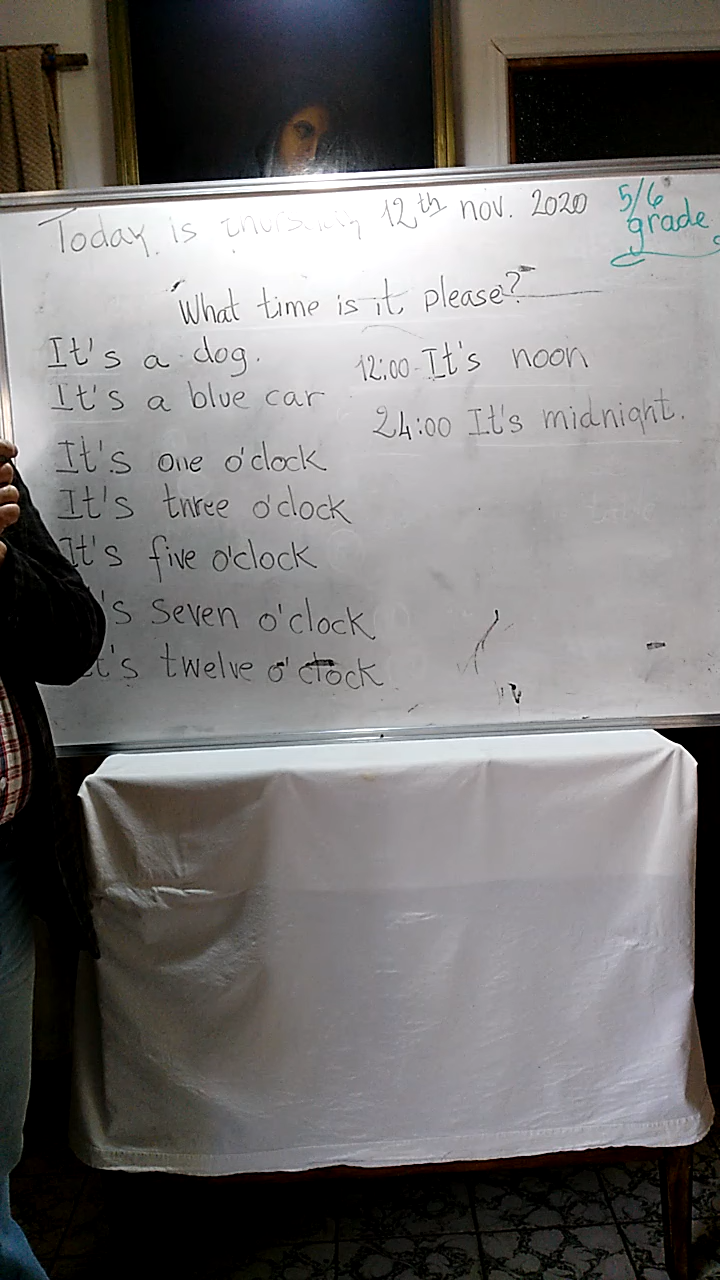 Today is thursday 12th nov. 2020
5/6
grade
What time is it, please?
It's a dog.
It's a blue car
It's one o'clock
It's three o'clock
It's five o'clock
's seven o'clock
It's twelve o'clock
12:00 It's noon
24:00 It's midnight.